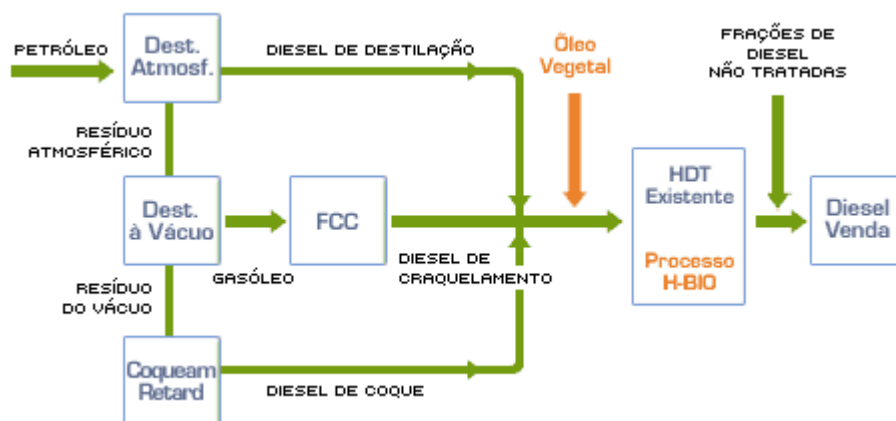 PETRÓLEO
Dest.
Atmosf.
DIESEL DE DESTILAÇÃO
Óleo
Vegetal
FRAÇÕES DE
DIESEL
NÃO TRATADAS
RESÍDUO
ATMOSFÉRICO
Dest.
à Vácuo
GASÓLEO
FCC
DIESEL DE
CRAQUELAMENTO
HDT
Existente
Processo
H-BIO
Diesel
Venda
RESÍDUO
DO VÁCUO
Coqueam
Retard
DIESEL DE COQUE